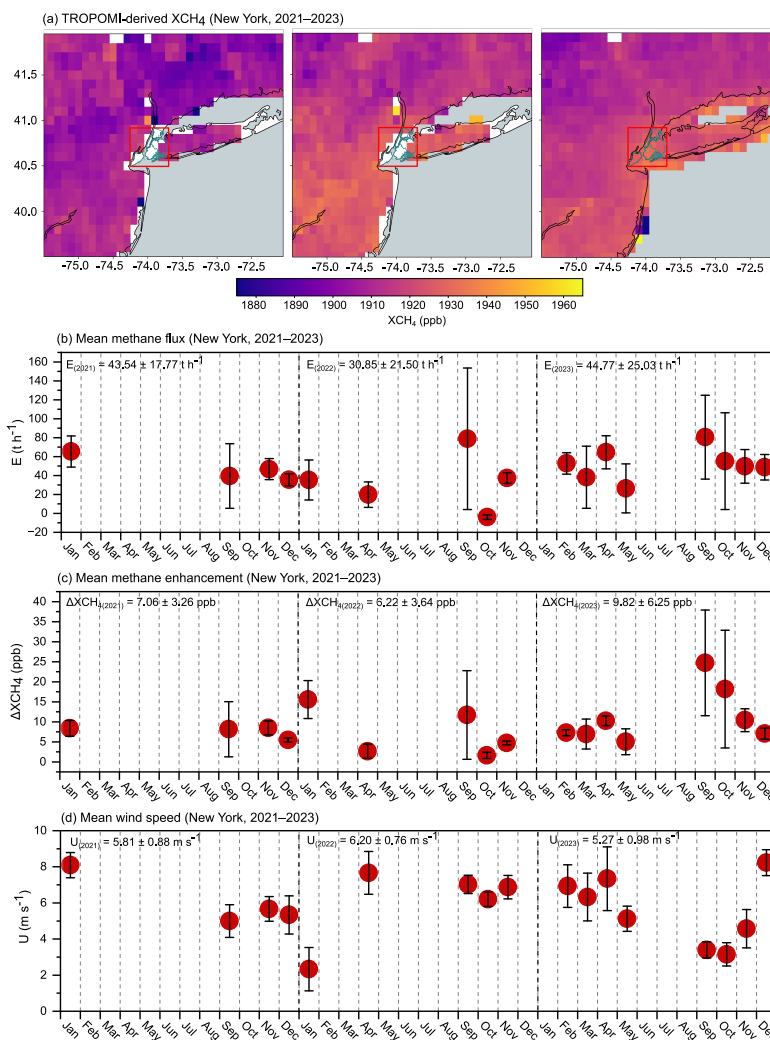 (a) TROPOMI-derived XCH4 (New York, 2021–2023)
41.5
41.0
40.5
40.0
-75.0 -74.5 -74.0 -73.5 -73.0 -72.5 -75.0 -74.5 -74.0 -73.5 -73.0 -72.5 -75.0 -74.5 -74.0 -73.5 -73.0 -72.5
1880 1890 1900 1910 1920 1930 1940 1950 1960
XCH4 (ppb)
(b) Mean methane flux (New York, 2021–2023)
E(2021) = 43.54 ± 17.77 t h-1 E(2022) = 30.85 ± 21.50 t h-1 E(2023) = 44.77 ± 25.03 t h-1
E (t h-1)
160
140
120
100
80
60
40
20
0
−20
Jan Feb Mar Apr May Jun Jul Aug Sep Oct Nov Dec Jan Feb Mar Apr May Jun Jul Aug Sep Oct Nov Dec Jan Feb Mar Apr May Jun Jul Aug Sep Oct Nov Dec
(c) Mean methane enhancement (New York, 2021–2023)
ΔXCH4(2021) = 7.06 ± 3.26 ppb ΔXCH4(2022) = 6.22 ± 3.64 ppb ΔXCH4(2023) = 9.82 ± 6.25 ppb
ΔXCH4 (ppb)
40
35
30
25
20
15
10
5
0
Jan Feb Mar Apr May Jun Jul Aug Sep Oct Nov Dec Jan Feb Mar Apr May Jun Jul Aug Sep Oct Nov Dec Jan Feb Mar Apr May Jun Jul Aug Sep Oct Nov Dec
(d) Mean wind speed (New York, 2021–2023)
U(2021) = 5.81 ± 0.88 m s-1 U(2022) = 6.20 ± 0.76 m s-1 U(2023) = 5.27 ± 0.98 m s-1
U (m s-1)
10
8
6
4
2
0
Jan Feb Mar Apr May Jun Jul Aug Sep Oct Nov Dec Jan Feb Mar Apr May Jun Jul Aug Sep Oct Nov Dec Jan Feb Mar Apr May Jun Jul Aug Sep Oct Nov Dec